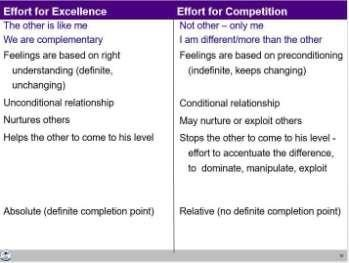 Effort for Excellence
The other is like me
We are complementary
Feelings are based on right
understanding (definite,
unchanging)
Unconditional relationship
Nurtures others
Helps the other to come to his level
Absolute (definite completion point)
Effort for Competition
Not other – only me
I am different/more than the other
Feelings are based on preconditioning
(indefinite, keeps changing)
Conditional relationship
May nurture or exploit others
Stops the other to come to his level -
effort to accentuate the difference,
to dominate, manipulate, exploit
Relative (no definite completion point)